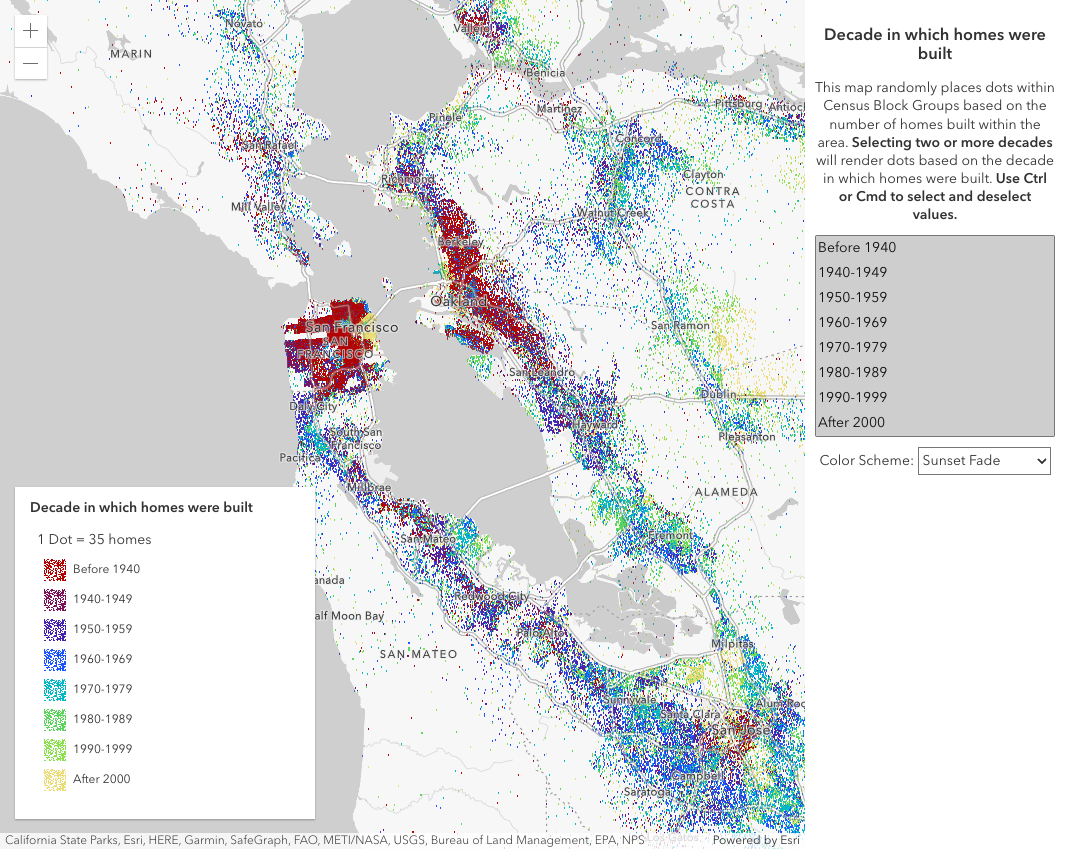 Novato
MARIN
Vallejo
Benicia
Martinez
Pittsburg
Antioch
Pinole
Concord
San Rafael
Clayton
Richmond
CONTRA
COSTA
Mill Valley
Walnut Creek
Berkeley
Oakland
San Francisco
SAN
FRANCISCO
San Ramon
San Leandro
Daly City
Dublin
South San
Francisco
Hayward
Pleasanton
Pacifica
Millbrae
ALAMEDA
San Mateo
Fremont
anada
Redwood City
alf Moon Bay
Palo Alto
SAN MATEO
Milpitas
Sunnyvale
Alum Roc
Santa Clara
San Jose
Campbell
Saratoga
Decade in which homes were built
1 Dot = 35 homes
Before 1940
1940-1949
1950-1959
1960-1969
1970-1979
1980-1989
1990-1999
After 2000
California State Parks, Esri, HERE, Garmin, SafeGraph, FAO, METI/NASA, USGS, Bureau of Land Management, EPA, NPS
Powered by Esri
Decade in which homes were
built
This map randomly places dots within
Census Block Groups based on the
number of homes built within the
area. Selecting two or more decades
will render dots based on the decade
in which homes were built. Use Ctrl
or Cmd to select and deselect
values.
Before 1940
1940-1949
1950-1959
1960-1969
1970-1979
1980-1989
1990-1999
After 2000
Color Scheme: Sunset Fade